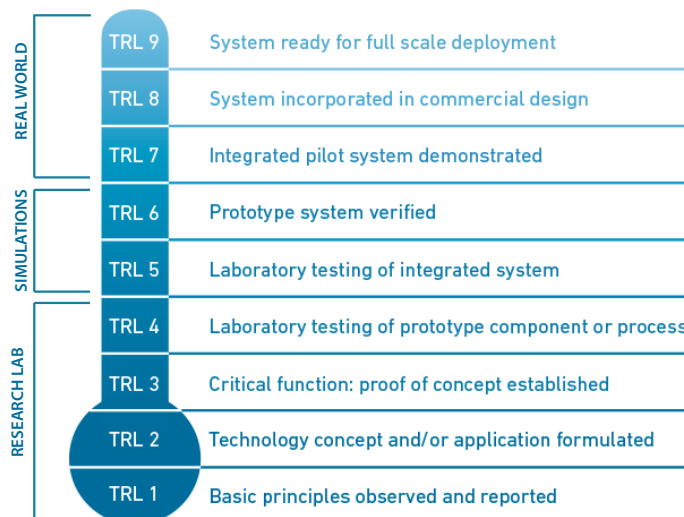 REAL WORLD
TRL 9 System ready for full scale deployment
TRL 8 System incorporated in commercial design
TRL 7 Integrated pilot system demonstrated
SIMULATIONS
TRL 6 Prototype system verified
TRL 5 Laboratory testing of integrated system
RESEARCH LAB
TRL 4 Laboratory testing of prototype component or process
TRL 3 Critical function: proof of concept established
TRL 2 Technology concept and/or application formulated
TRL 1 Basic principles observed and reported